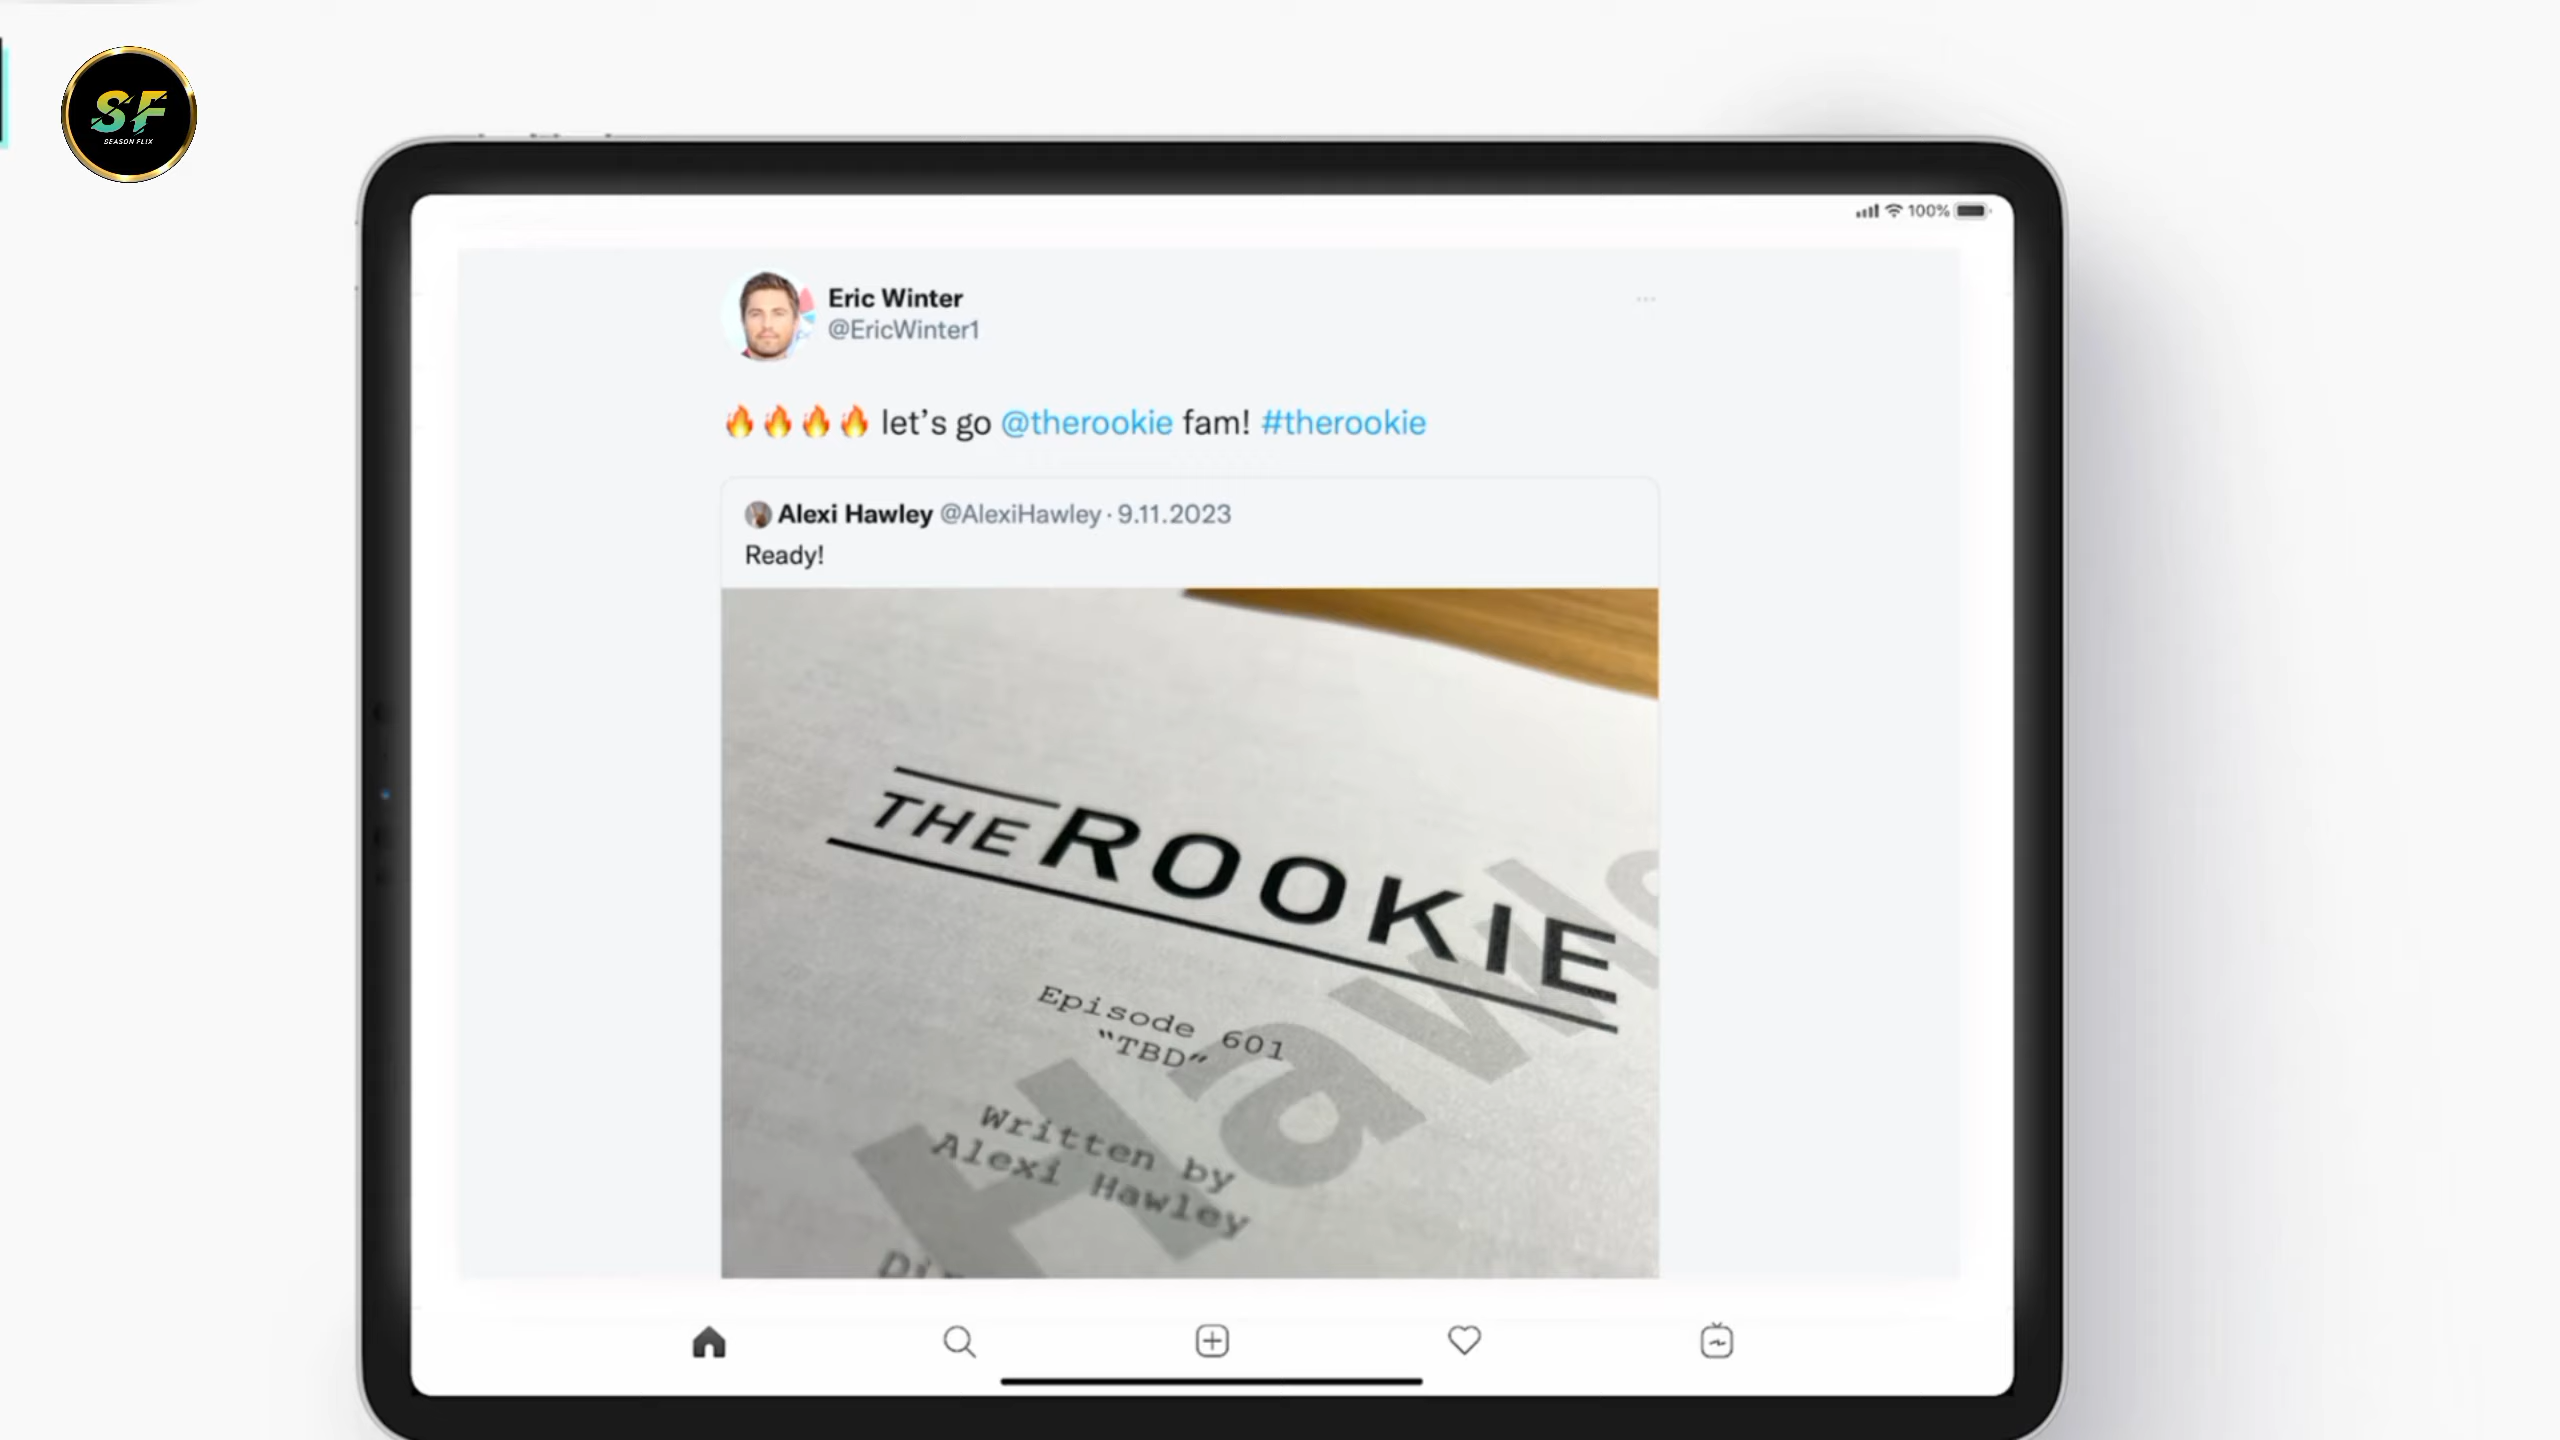 SF
SEASON FLIX
100%
Eric Winter
@EricWinter1
🔥🔥🔥🔥 let’s go @therookie fam! #therookie
Alexi Hawley @AlexiHawley · 9.11.2023
Ready!
THE ROOKIE
Episode 601
“TBD”
Written by
Alexi Hawley
Hawle